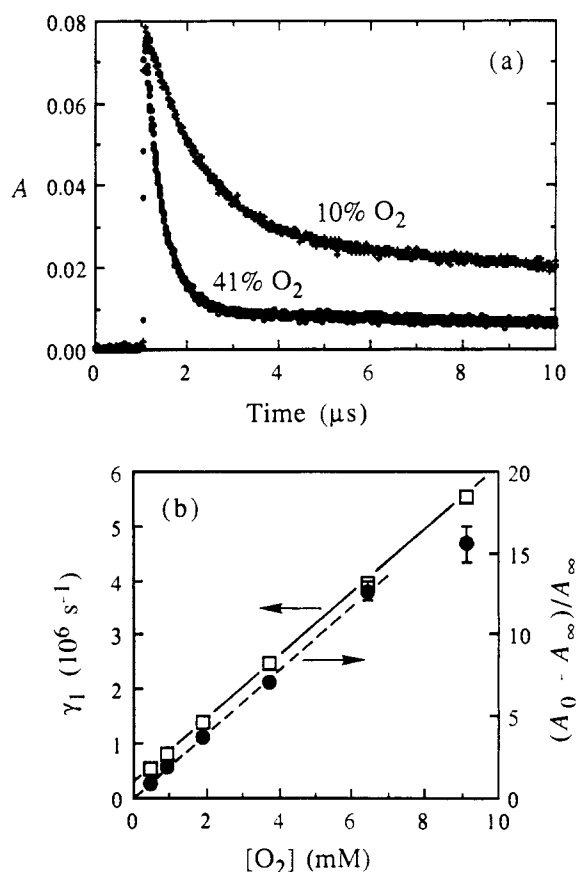 0.08
(a)
0.06
A
0.04
10% O₂
0.02
41% O₂
0.00
0 2 4 6 8 10
Time (μs)
6 20
(b)
5
15
4
γ₁ (10⁶ s⁻¹)
3 10
(A₀ - A∞)/A∞
2
5
1
0 0
0 2 4 6 8 10
[O₂] (mM)